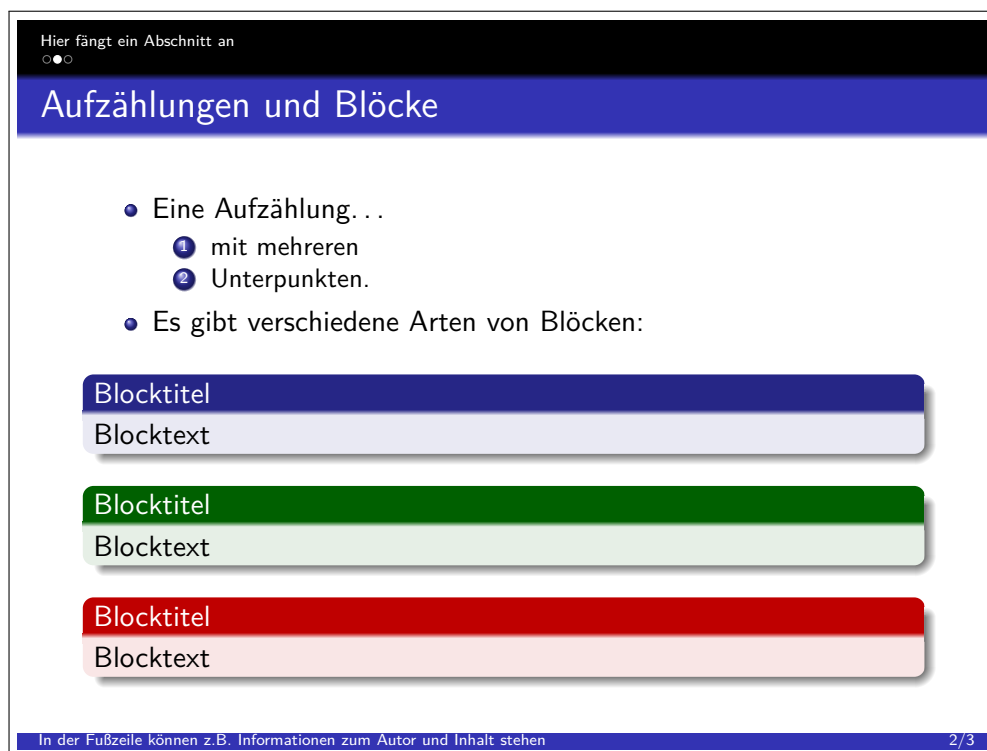 Hier fängt ein Abschnitt an
Aufzählungen und Blöcke
Eine Aufzählung. . .
1 mit mehreren
2 Unterpunkten.
Es gibt verschiedene Arten von Blöcken:
Blocktitel
Blocktext
Blocktitel
Blocktext
Blocktitel
Blocktext
In der Fußzeile können z.B. Informationen zum Autor und Inhalt stehen 2/3